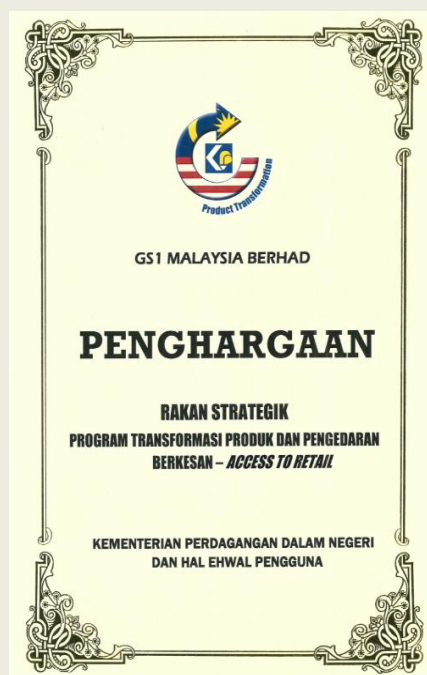 Product Transformation
GS1 MALAYSIA BERHAD
PENGHARGAAN
RAKAN STRATEGIK
PROGRAM TRANSFORMASI PRODUK DAN PENGEDARAN
BERKESAN – ACCESS TO RETAIL
KEMENTERIAN PERDAGANGAN DALAM NEGERI
DAN HAL EHWAL PENGGUNA